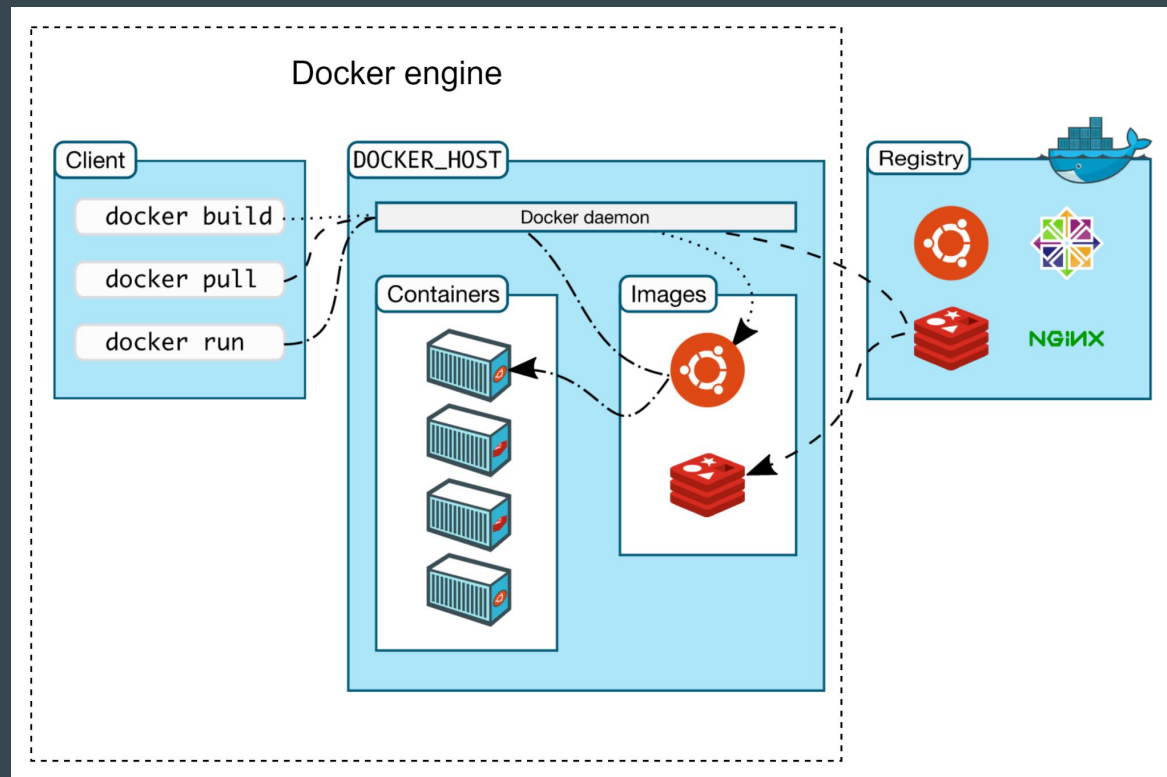 Docker engine
Client
docker build
docker pull
docker run
DOCKER_HOST
Docker daemon
Containers
Images
Registry
NGiNX